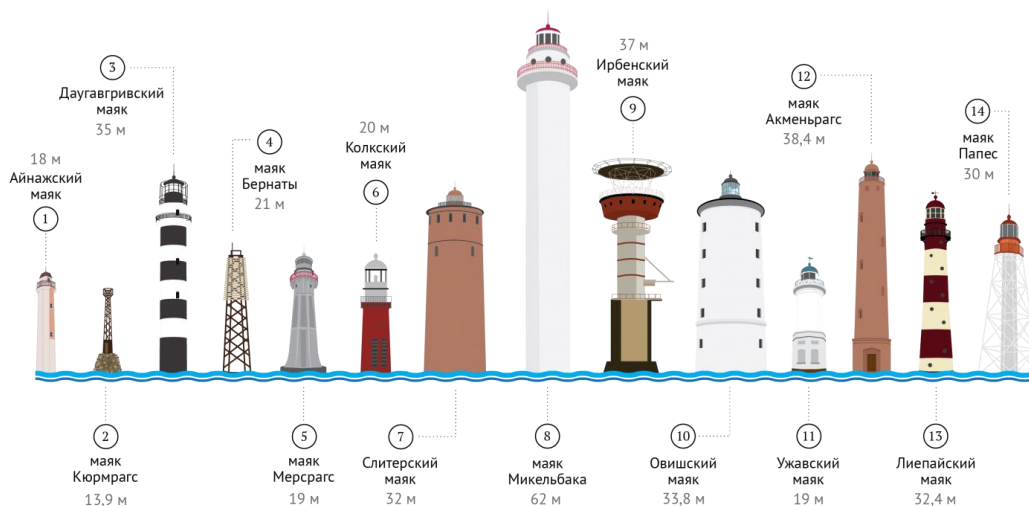 18 м
Айнажский
маяк
1
2
маяк
Кюрмрагс
13,9 м
3
Даугавгривский
маяк
35 м
4
маяк
Бернаты
21 м
5
маяк
Мерсрагс
19 м
20 м
Колкский
маяк
6
7
Слитерский
маяк
32 м
8
маяк
Микельбака
62 м
37 м
Ирбенский
маяк
9
10
Овишский
маяк
33,8 м
11
Ужавский
маяк
19 м
12
маяк
Акменьрагс
38,4 м
13
Лиепайский
маяк
32,4 м
14
маяк
Папес
30 м